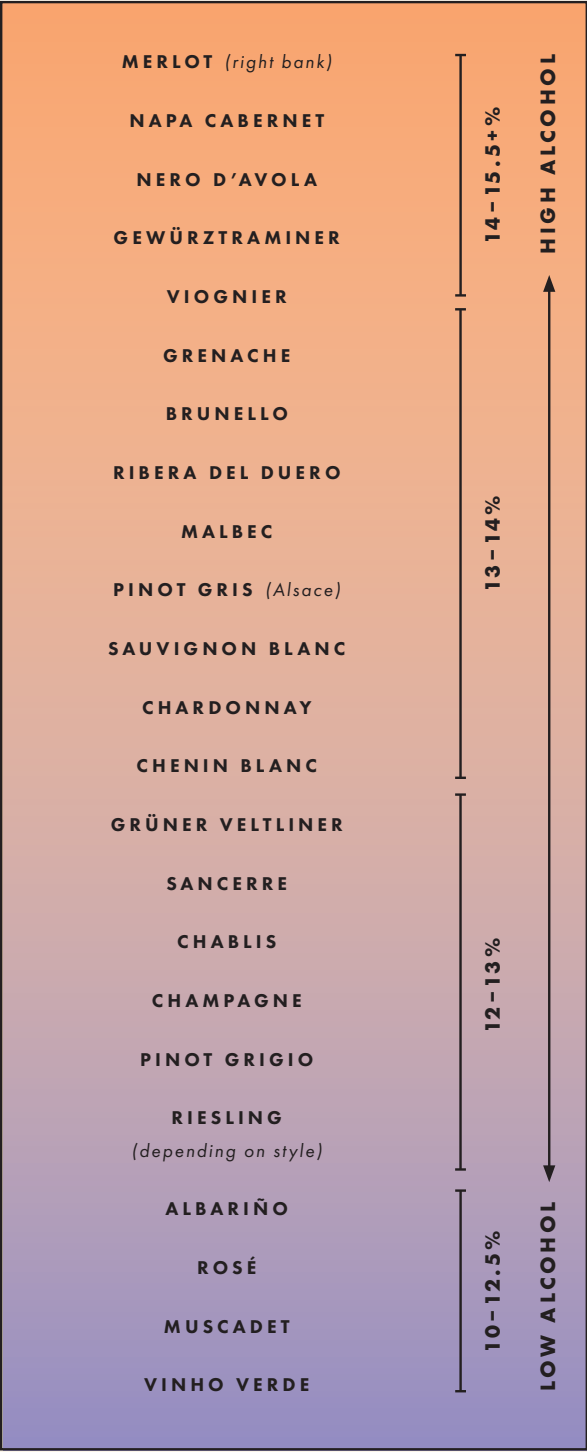 MERLOT (right bank)
NAPA CABERNET
NERO D’AVOLA
GEWÜRZTRAMINER
VIOGNIER
14–15.5+%
HIGH ALCOHOL
GRENACHE
BRUNELLO
RIBERA DEL DUERO
MALBEC
PINOT GRIS (Alsace)
SAUVIGNON BLANC
CHARDONNAY
CHENIN BLANC
13–14%
GRÜNER VELTLINER
SANCERRE
CHABLIS
CHAMPAGNE
PINOT GRIGIO
RIESLING
(depending on style)
12–13%
ALBARIÑO
ROSÉ
MUSCADET
VINHO VERDE
10–12.5%
LOW ALCOHOL